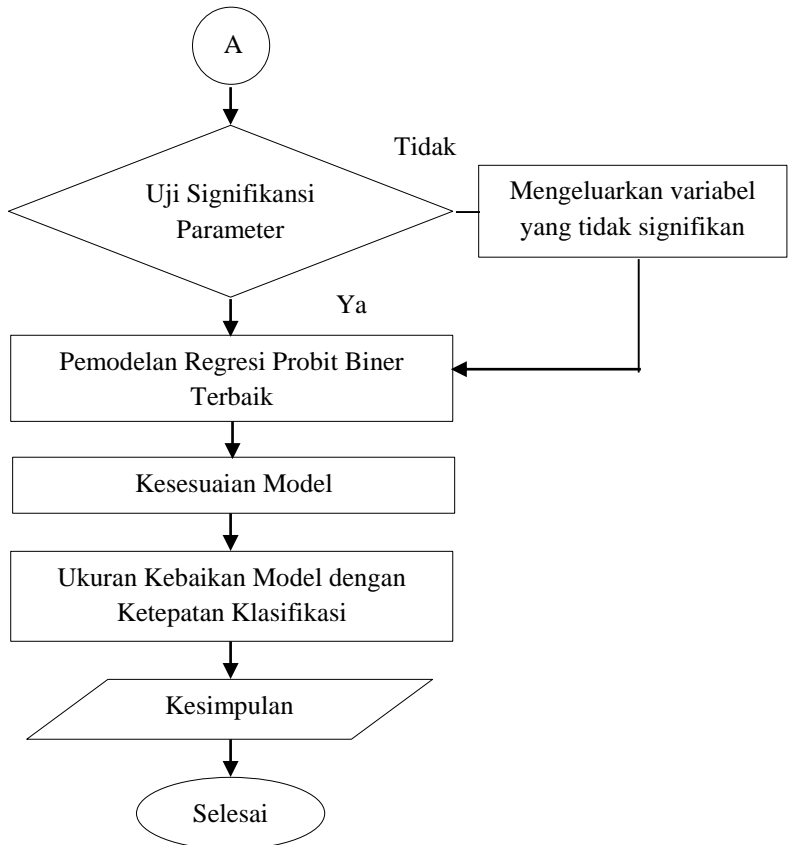 A
Tidak
Uji Signifikansi
Parameter
Mengeluarkan variabel
yang tidak signifikan
Ya
Pemodelan Regresi Probit Biner
Terbaik
Kesesuaian Model
Ukuran Kebaikan Model dengan
Ketepatan Klasifikasi
Kesimpulan
Selesai